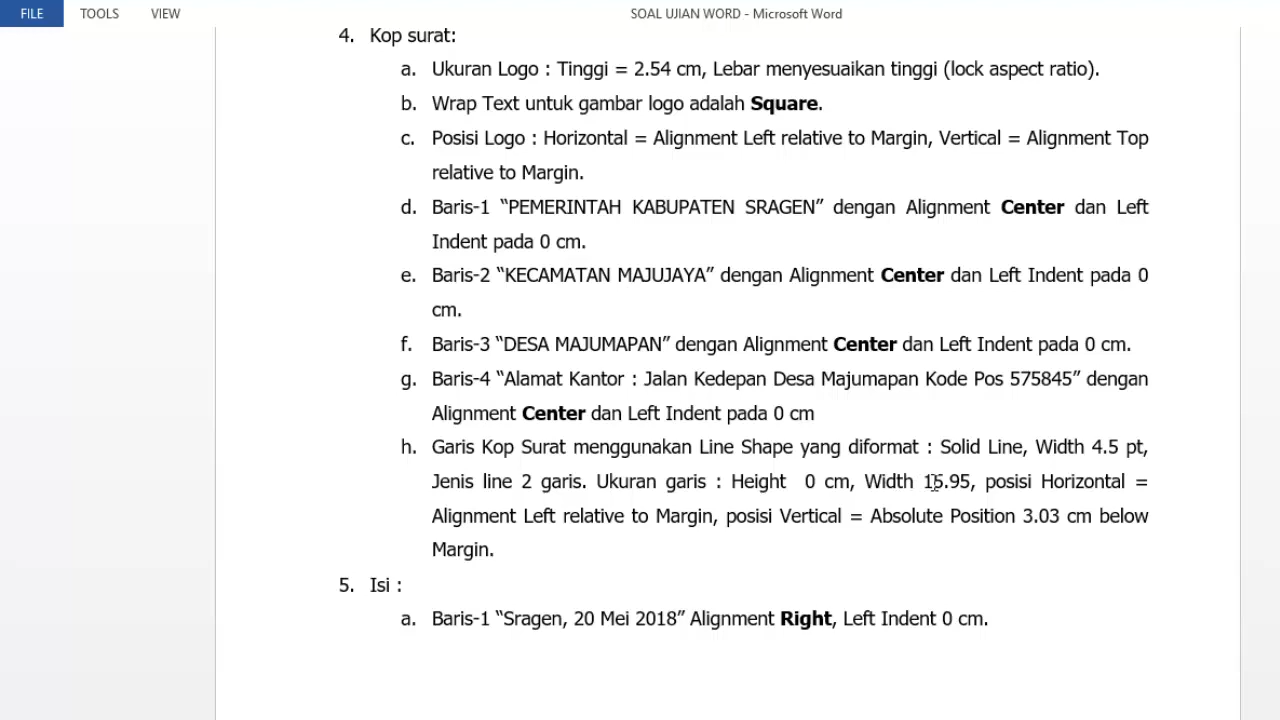 FILE TOOLS VIEW SOAL UJIAN WORD - Microsoft Word
4. Kop surat:
a. Ukuran Logo : Tinggi = 2.54 cm, Lebar menyesuaikan tinggi (lock aspect ratio).
b. Wrap Text untuk gambar logo adalah Square.
c. Posisi Logo : Horizontal = Alignment Left relative to Margin, Vertical = Alignment Top
relative to Margin.
d. Baris-1 “PEMERINTAH KABUPATEN SRAGEN” dengan Alignment Center dan Left
Indent pada 0 cm.
e. Baris-2 “KECAMATAN MAJUJAYA” dengan Alignment Center dan Left Indent pada 0
cm.
f. Baris-3 “DESA MAJUMAPAN” dengan Alignment Center dan Left Indent pada 0 cm.
g. Baris-4 “Alamat Kantor : Jalan Kedepan Desa Majumapan Kode Pos 575845” dengan
Alignment Center dan Left Indent pada 0 cm
h. Garis Kop Surat menggunakan Line Shape yang diformat : Solid Line, Width 4.5 pt,
Jenis line 2 garis. Ukuran garis : Height 0 cm, Width 15.95, posisi Horizontal =
Alignment Left relative to Margin, posisi Vertical = Absolute Position 3.03 cm below
Margin.
5. Isi :
a. Baris-1 “Sragen, 20 Mei 2018” Alignment Right, Left Indent 0 cm.